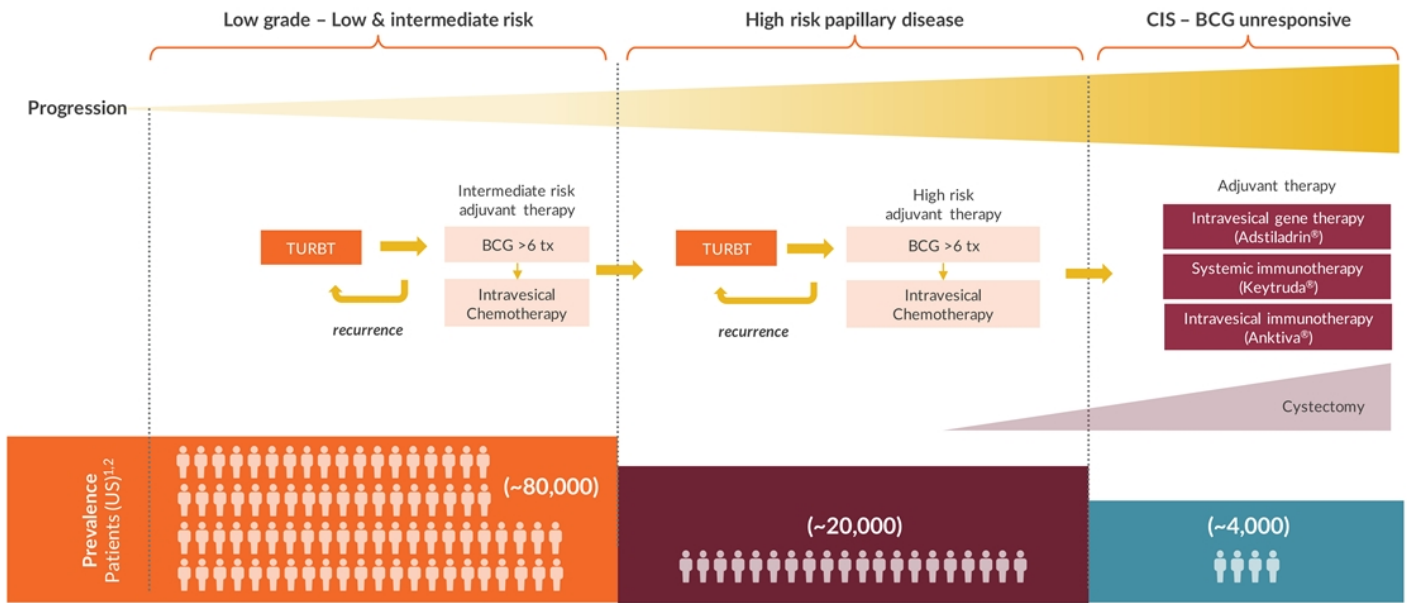 Low grade – Low & intermediate risk
High risk papillary disease
CIS – BCG unresponsive
Progression
Intermediate risk
adjuvant therapy
TURBT
BCG >6 tx
Intravesical
Chemotherapy
recurrence
High risk
adjuvant therapy
TURBT
BCG >6 tx
Intravesical
Chemotherapy
recurrence
Adjuvant therapy
Intravesical gene therapy
(Adstiladrin®)
Systemic immunotherapy
(Keytruda®)
Intravesical immunotherapy
(Anktiva®)
Cystectomy
Prevalence
Patients (US)1,2
(~80,000)
(~20,000)
(~4,000)